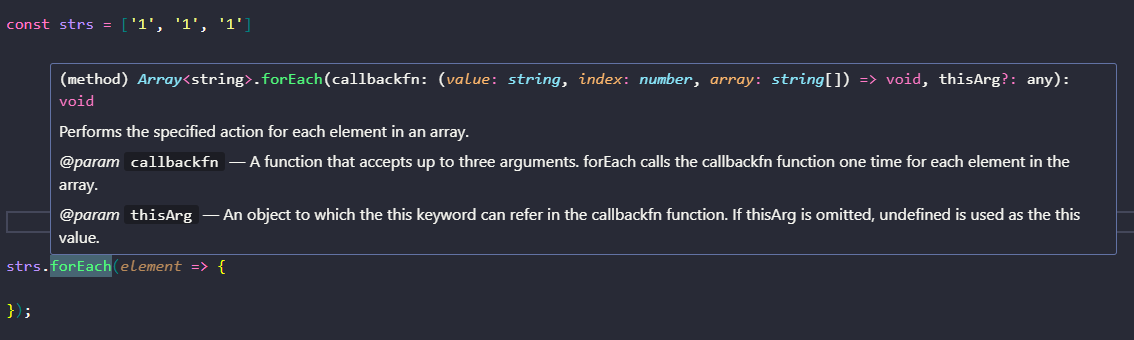 const strs = ['1', '1', '1']
(method) Array<string>.forEach(callbackfn: (value: string, index: number, array: string[]) => void, thisArg?: any):
void
Performs the specified action for each element in an array.
@param callbackfn — A function that accepts up to three arguments. forEach calls the callbackfn function one time for each element in the
array.
@param thisArg — An object to which the this keyword can refer in the callbackfn function. If thisArg is omitted, undefined is used as the this
value.
strs.forEach(element => {
});